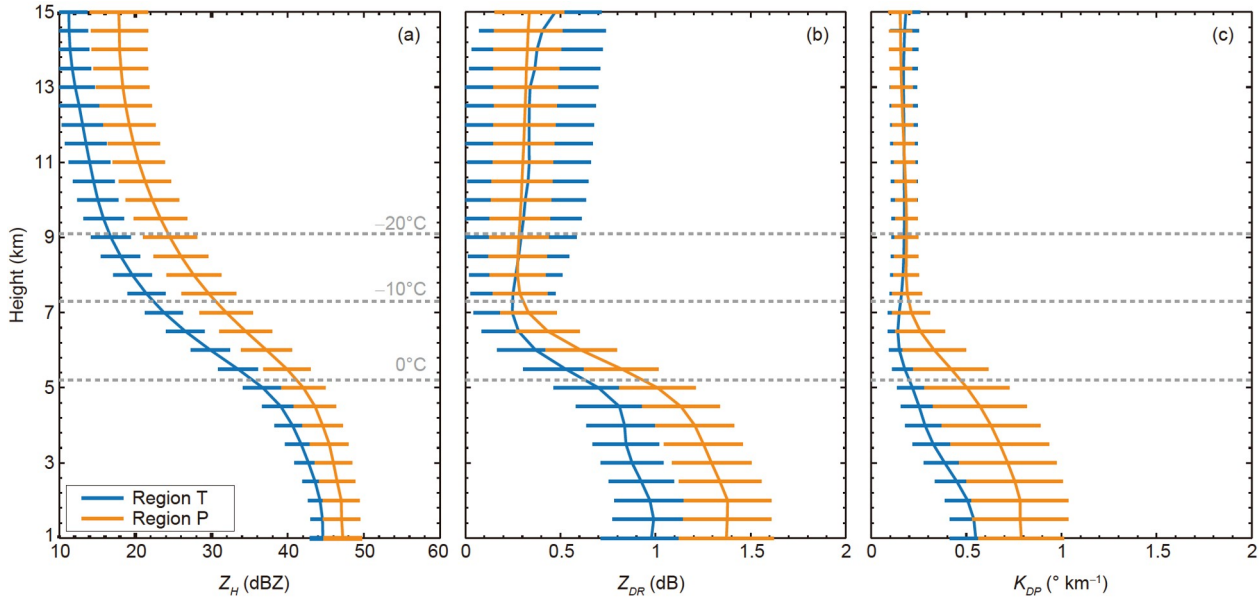 (a)
(b)
(c)
Height (km)
15
13
11
9
7
5
3
1
−20°C
−10°C
0°C
Region T
Region P
10 20 30 40 50 60
0 0.5 1 1.5 2
0 0.5 1 1.5 2
Z_H (dBZ)
Z_DR (dB)
K_DP (° km⁻¹)